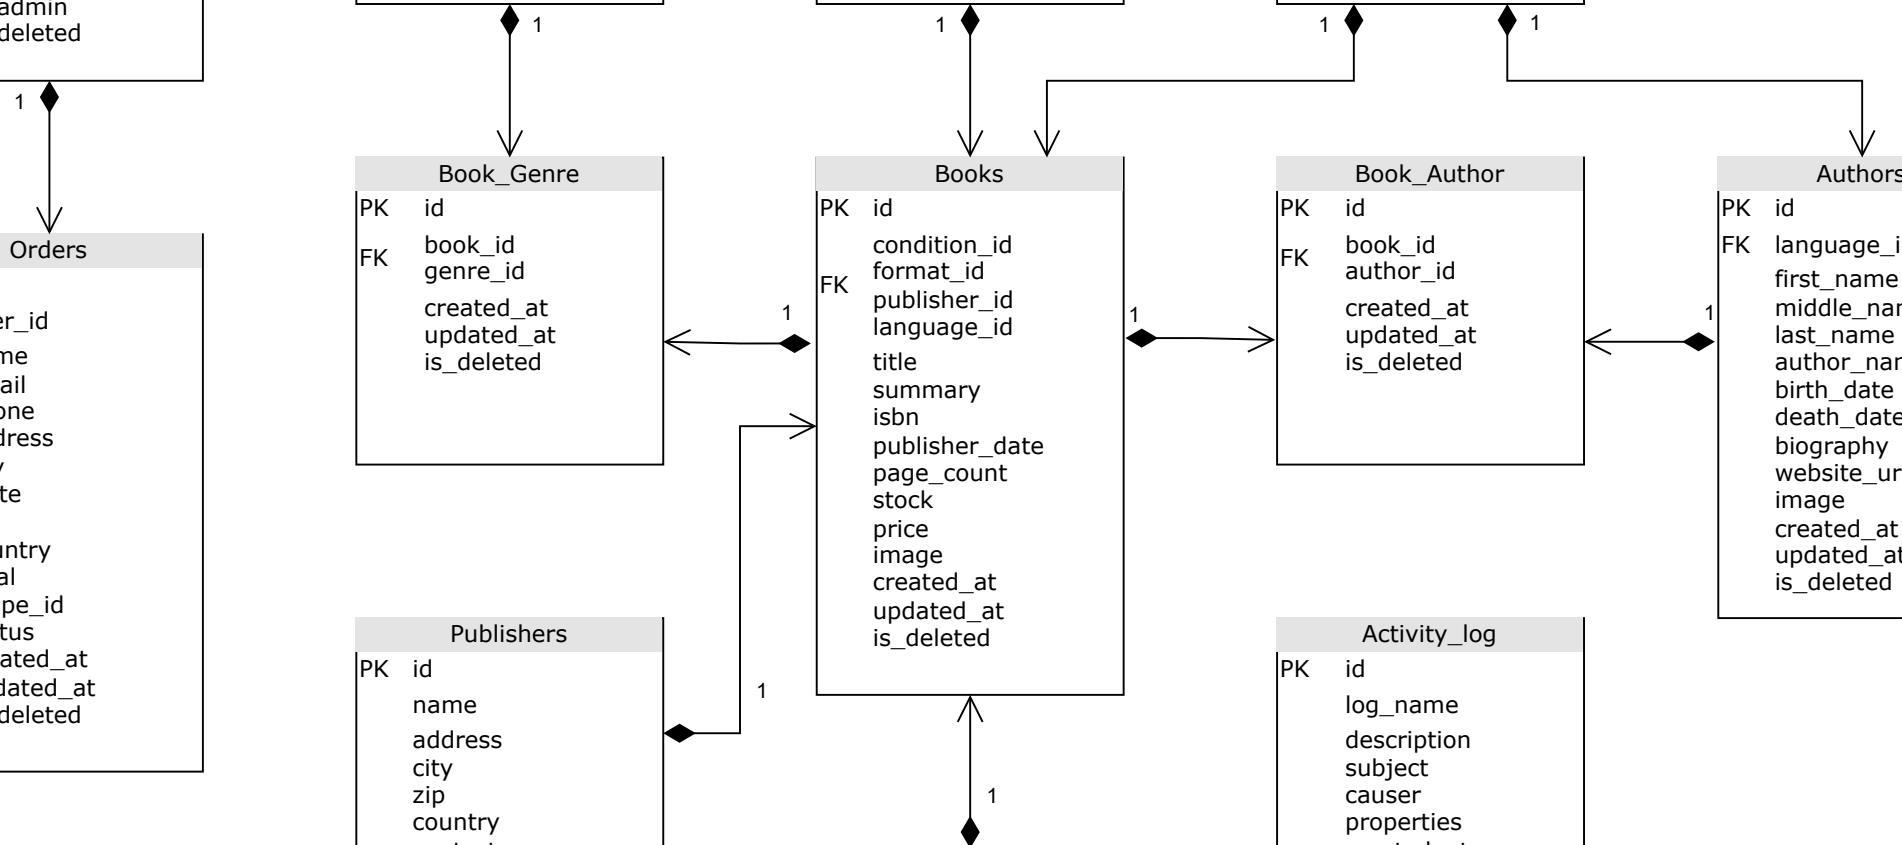 admin
deleted
1
1
1
1
1
Orders
er_id
me
ail
one
dress
te
untry
al
pe_id
tus
ated_at
dated_at
deleted
Book_Genre
PK id
FK
book_id
genre_id
created_at
updated_at
is_deleted
1
Books
PK id
FK
condition_id
format_id
publisher_id
language_id
title
summary
isbn
publisher_date
page_count
stock
price
image
created_at
updated_at
is_deleted
1
Book_Author
PK id
FK
book_id
author_id
created_at
updated_at
is_deleted
1
Authors
PK id
FK language_i
first_name
middle_nar
last_name
author_nar
birth_date
death_date
biography
website_ur
image
created_at
updated_at
is_deleted
Publishers
PK id
name
address
city
zip
country
1
1
Activity_log
PK id
log_name
description
subject
causer
properties